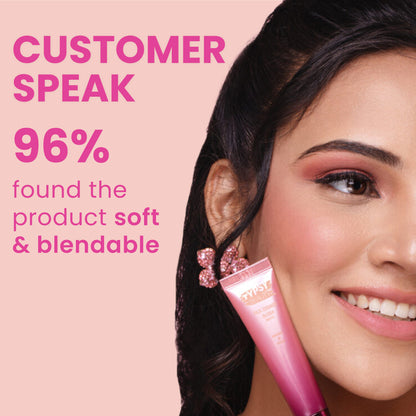 CUSTOMER
SPEAK
96%
found the
product soft
& blendable